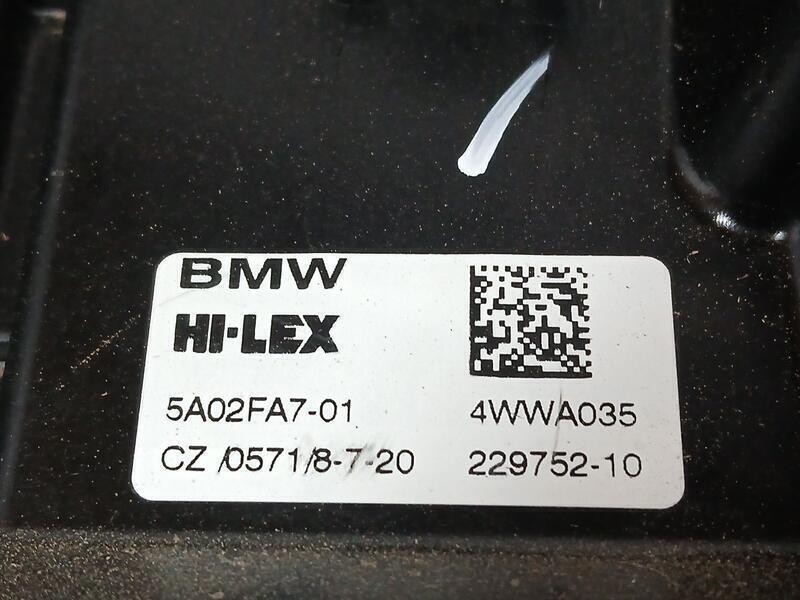 BMW
HI-LEX
5A02FA7-01 4WWA035
CZ /0571/8-7-20 229752-10